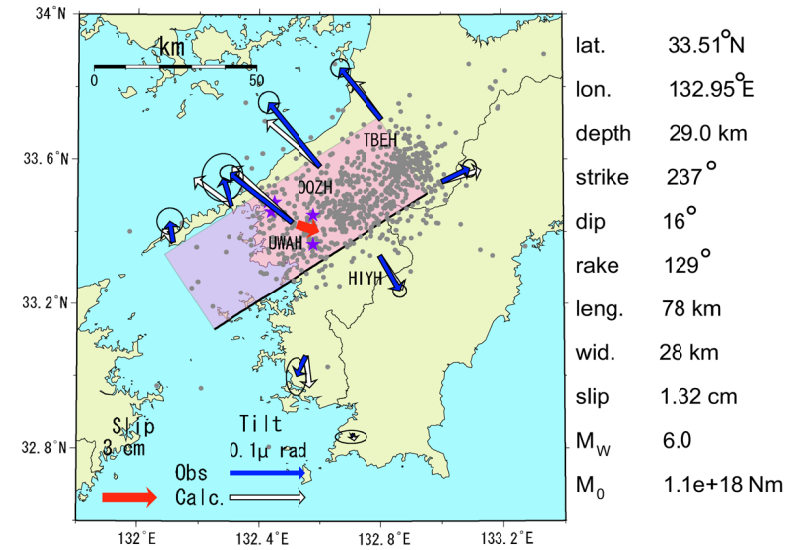 34°N
33.6°N
33.2°N
32.8°N
132°E
132.4°E
132.8°E
133.2°E
km
0
50
TBEH
OOZH
UWAH
HIYH
Slip
3 cm
Tilt
0.1μ rad
Obs
Calc.
lat. 33.51°N
lon. 132.95°E
depth 29.0 km
strike 237°
dip 16°
rake 129°
leng. 78 km
wid. 28 km
slip 1.32 cm
Mw 6.0
M0 1.1e+18 Nm